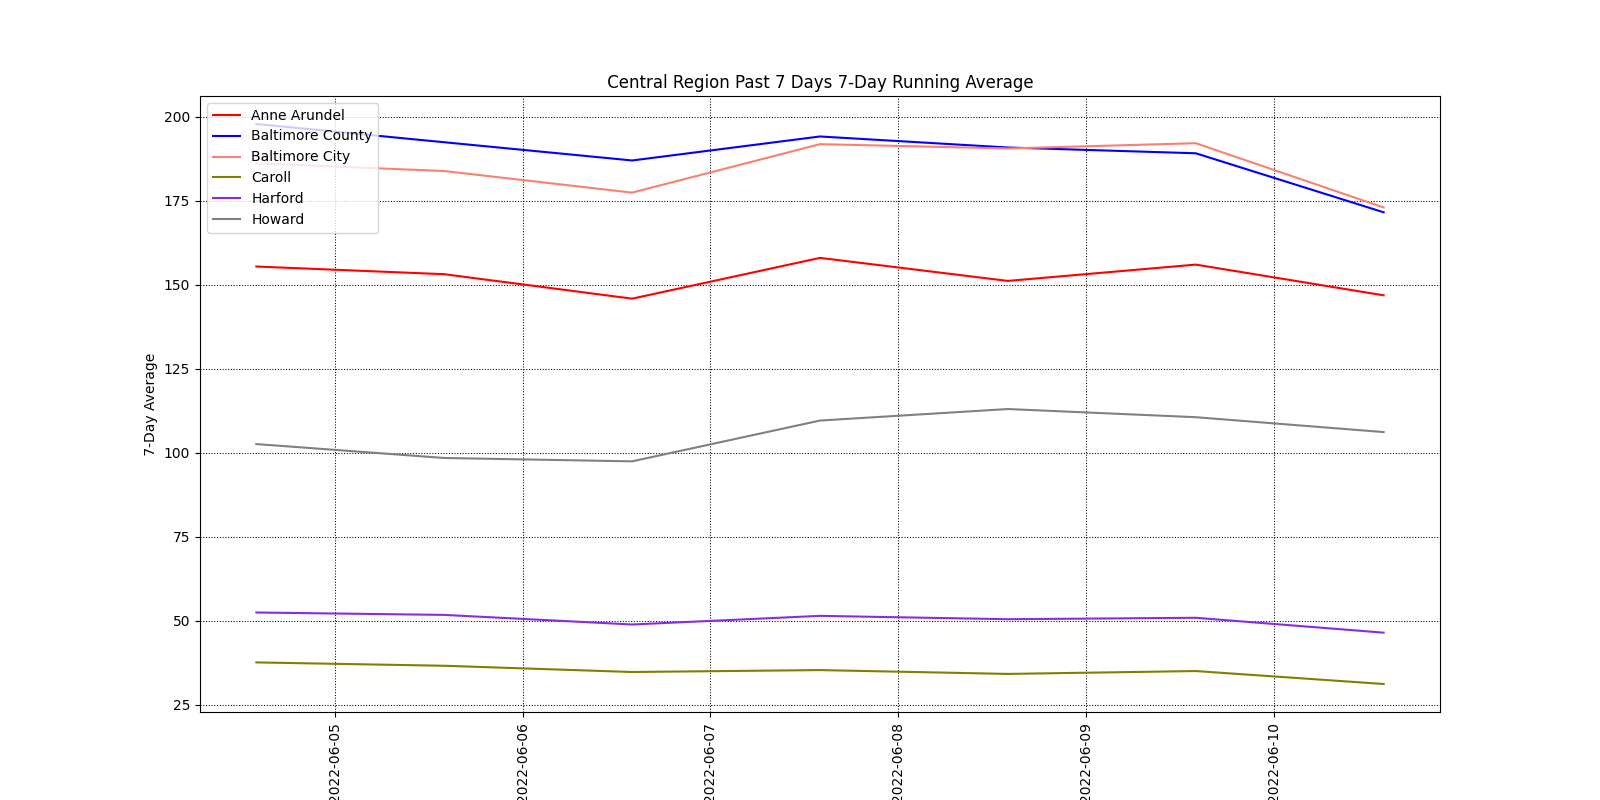 Central Region Past 7 Days 7-Day Running Average
Anne Arundel
Baltimore County
Baltimore City
Caroll
Harford
Howard
7-Day Average
200
175
150
125
100
75
50
25
2022-06-05
2022-06-06
2022-06-07
2022-06-08
2022-06-09
2022-06-10